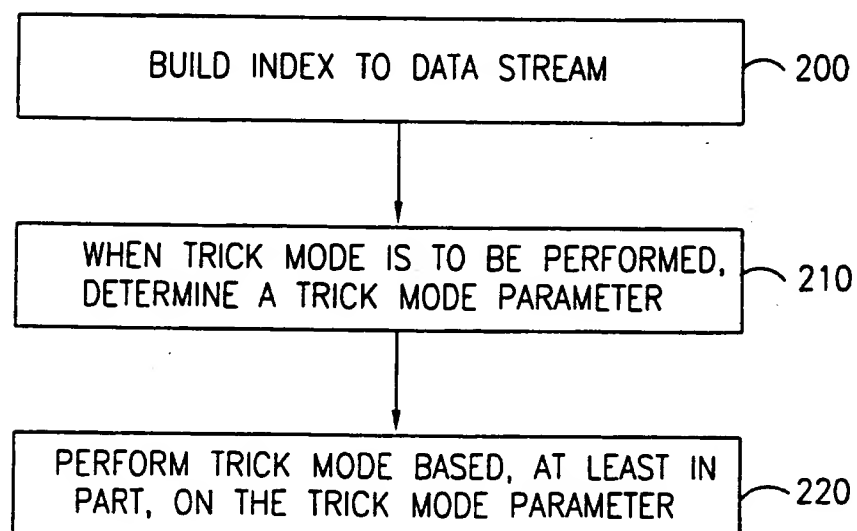 BUILD INDEX TO DATA STREAM
200
WHEN TRICK MODE IS TO BE PERFORMED,
DETERMINE A TRICK MODE PARAMETER
210
PERFORM TRICK MODE BASED, AT LEAST IN
PART, ON THE TRICK MODE PARAMETER
220